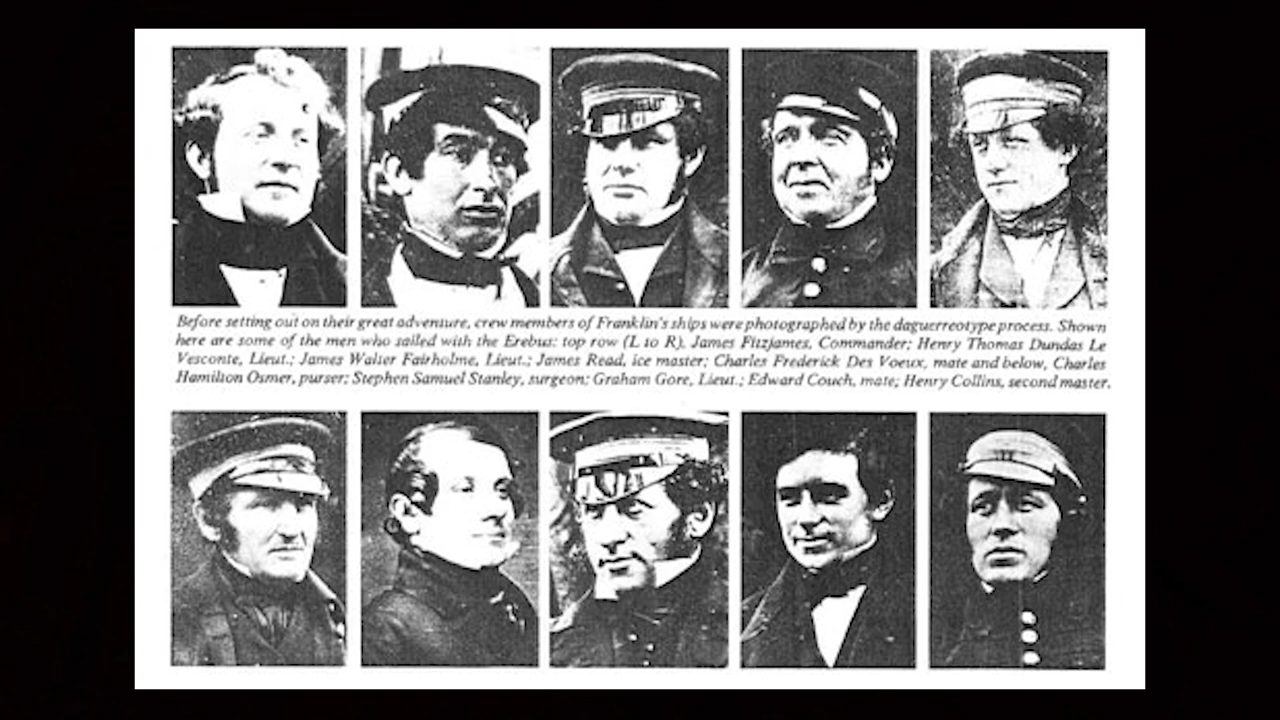 Before setting out on their great adventure, crew members of Franklin's ships were photographed by the daguerreotype process. Shown
here are some of the men who sailed with the Erebus: top row (L to R), James Fitzjames, Commander; Henry Thomas Dundas Le
Vesconte, Lieut.; James Walter Fairholme, Lieut.; James Read, ice master; Charles Frederick Des Voeux, mate and below, Charles
Hamilton Osmer, purser; Stephen Samuel Stanley, surgeon; Graham Gore, Lieut.; Edward Couch, mate; Henry Collins, second master.